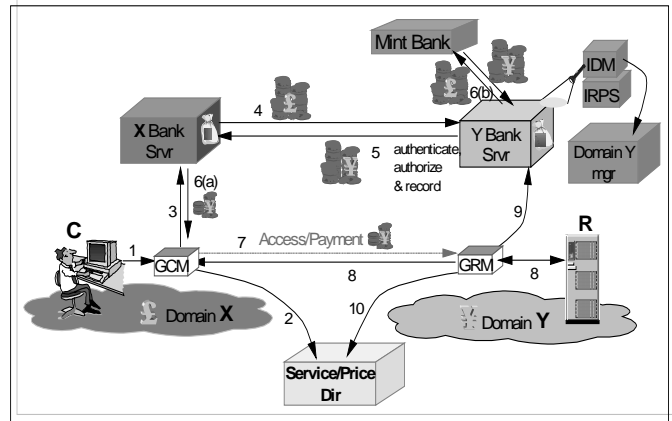 Mint Bank
¥
IDM
£
6(b)
IRPS
4
£
X Bank
Srvr
5
authenticate,
authorize
& record
Y Bank
Srvr
Domain Y
mgr
¥
6(a)
3
9
C
R
1
7
Access/Payment
GCM
8
GRM
8
£ Domain X
2
10
¥ Domain Y
Service/Price
Dir